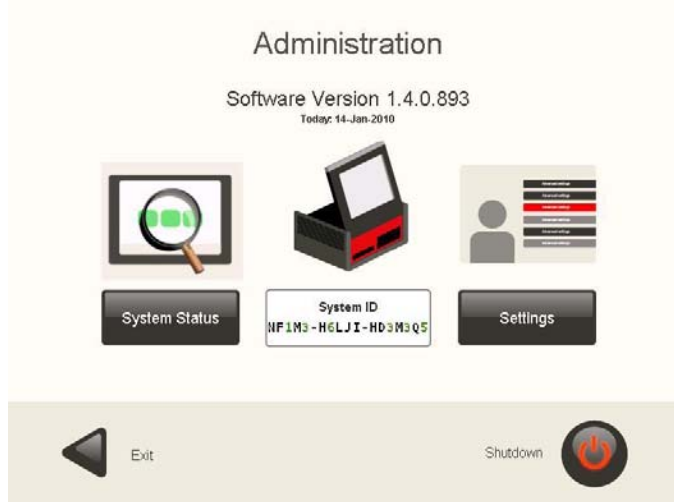 Administration
Software Version 1.4.0.893
Today: 14-Jan-2010
System Status
System ID
NF1M3-H6LJI-HD3M3Q5
Settings
Exit
Shutdown